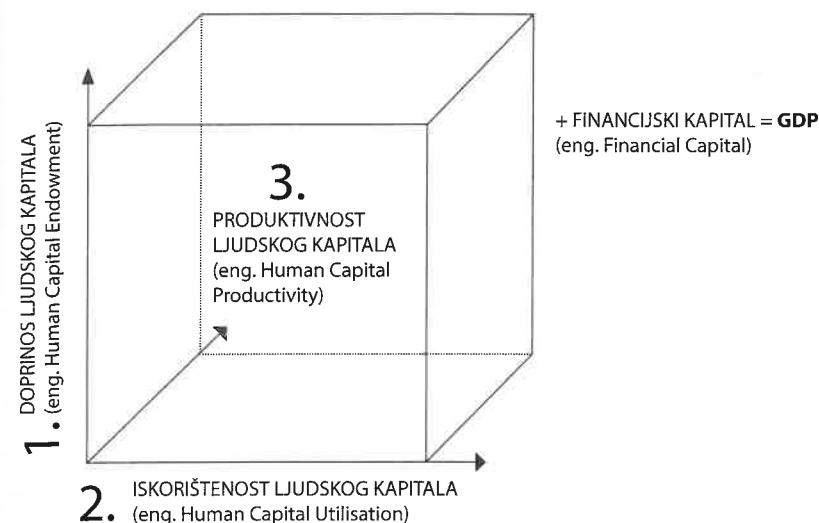 1. DOPRINOS LJUDSKOG KAPITALA
(eng. Human Capital Endowment)
3.
PRODUKTIVNOST
LJUDSKOG KAPITALA
(eng. Human Capital
Productivity)
+ FINANCIJSKI KAPITAL = GDP
(eng. Financial Capital)
2. ISKORIŠTENOST LJUDSKOG KAPITALA
(eng. Human Capital Utilisation)